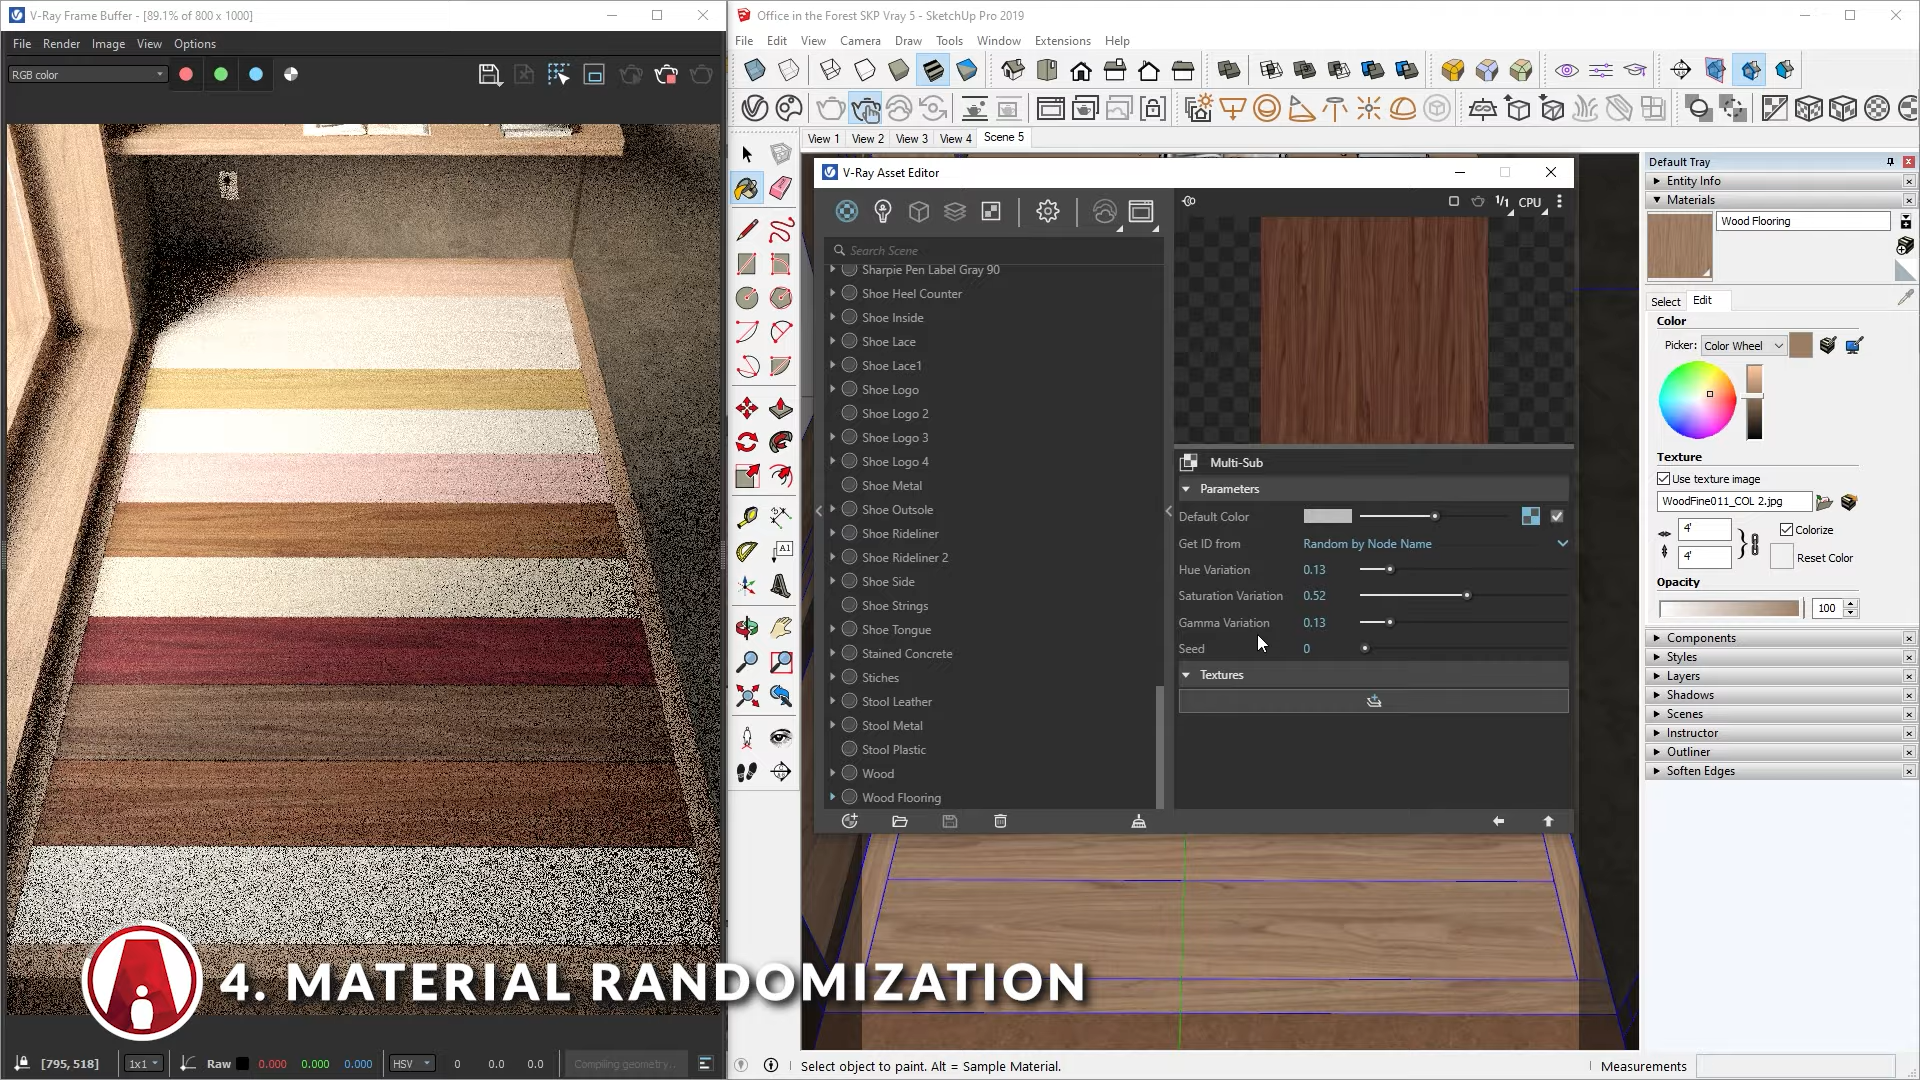 V-Ray Frame Buffer - [89.1% of 800 x 1000]
File Render Image View Options
RGB color
Office in the Forest SKP Vray 5 - SketchUp Pro 2019
File Edit View Camera Draw Tools Window Extensions Help
View 1 View 2 View 3 View 4 Scene 5
V-Ray Asset Editor
Search Scene
Sharpie Pen Label Gray 90
Shoe Heel Counter
Shoe Inside
Shoe Lace
Shoe Lace1
Shoe Logo
Shoe Logo 2
Shoe Logo 3
Shoe Logo 4
Shoe Metal
Shoe Outsole
Shoe Rideliner
Shoe Rideliner 2
Shoe Side
Shoe Strings
Shoe Tongue
Stained Concrete
Stiches
Stool Leather
Stool Metal
Stool Plastic
Wood
Wood Flooring
1/1 CPU
Multi-Sub
Parameters
Default Color
Get ID from Random by Node Name
Hue Variation 0.13
Saturation Variation 0.52
Gamma Variation 0.13
Seed 0
Textures
Default Tray
Entity Info
Materials
Wood Flooring
Select Edit
Color
Picker: Color Wheel
Texture
Use texture image
WoodFine011_COL 2.jpg
4'
Colorize
4'
Reset Color
Opacity
100
Components
Styles
Layers
Shadows
Scenes
Instructor
Outliner
Soften Edges
A1
4. MATERIAL RANDOMIZATION
[795, 518] 1x1 Raw 0.000 0.000 0.000 HSV 0 0.0 0.0 Compiling geometry...
Select object to paint. Alt = Sample Material.
Measurements